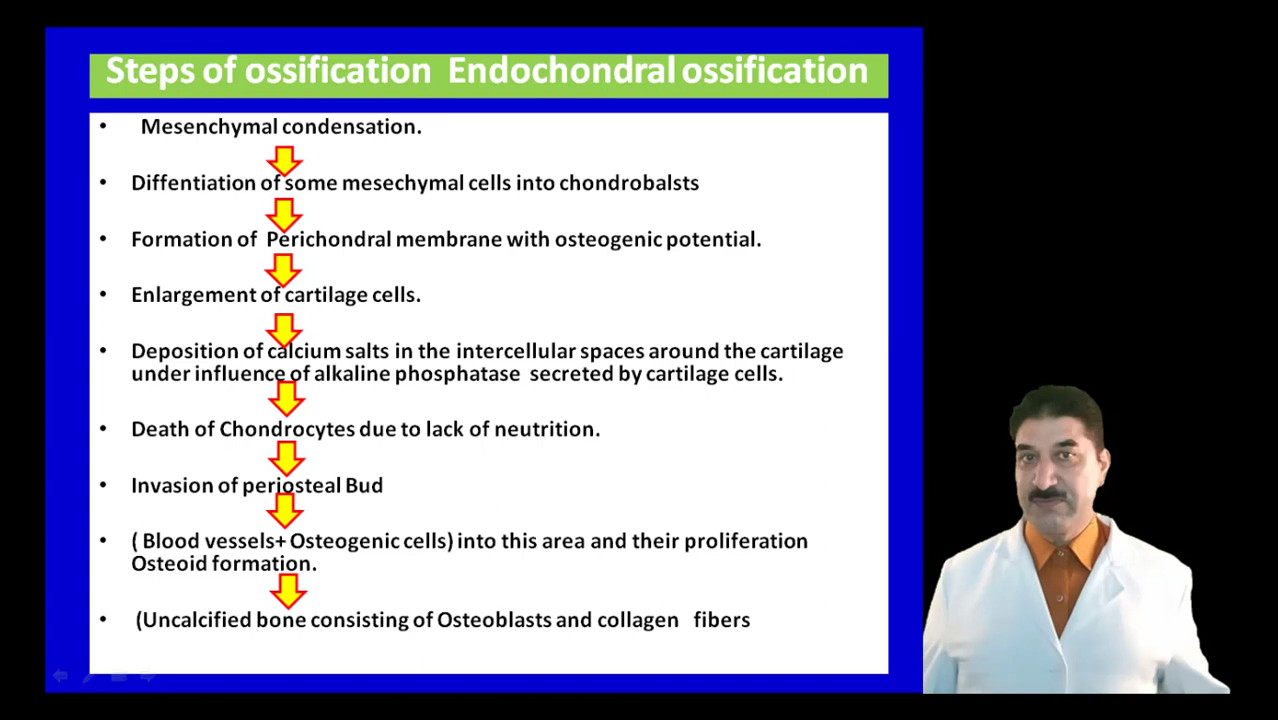 Steps of ossification Endochondral ossification
• Mesenchymal condensation.
• Diffentiation of some mesechymal cells into chondrobalsts
• Formation of Perichondral membrane with osteogenic potential.
• Enlargement of cartilage cells.
• Deposition of calcium salts in the intercellular spaces around the cartilage
under influence of alkaline phosphatase secreted by cartilage cells.
• Death of Chondrocytes due to lack of neutrition.
• Invasion of periosteal Bud
• ( Blood vessels+ Osteogenic cells) into this area and their proliferation
Osteoid formation.
• (Uncalcified bone consisting of Osteoblasts and collagen fibers